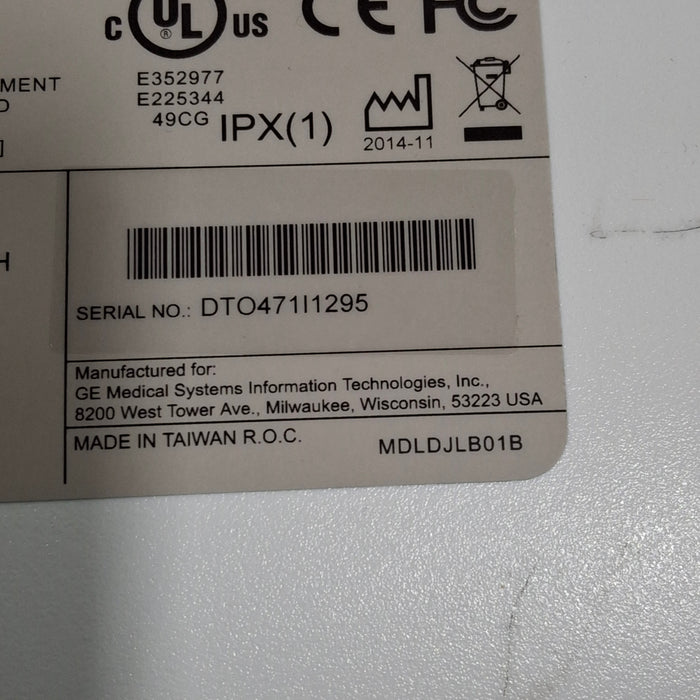 c UL ® US CE FC
MENT
E352977
D
E225344
49CG IPX(1)
2014-11
H
SERIAL NO.: DTO471I1295
Manufactured for:
GE Medical Systems Information Technologies, Inc.,
8200 West Tower Ave., Milwaukee, Wisconsin, 53223 USA
MADE IN TAIWAN R.O.C.
MDLDJLB01B